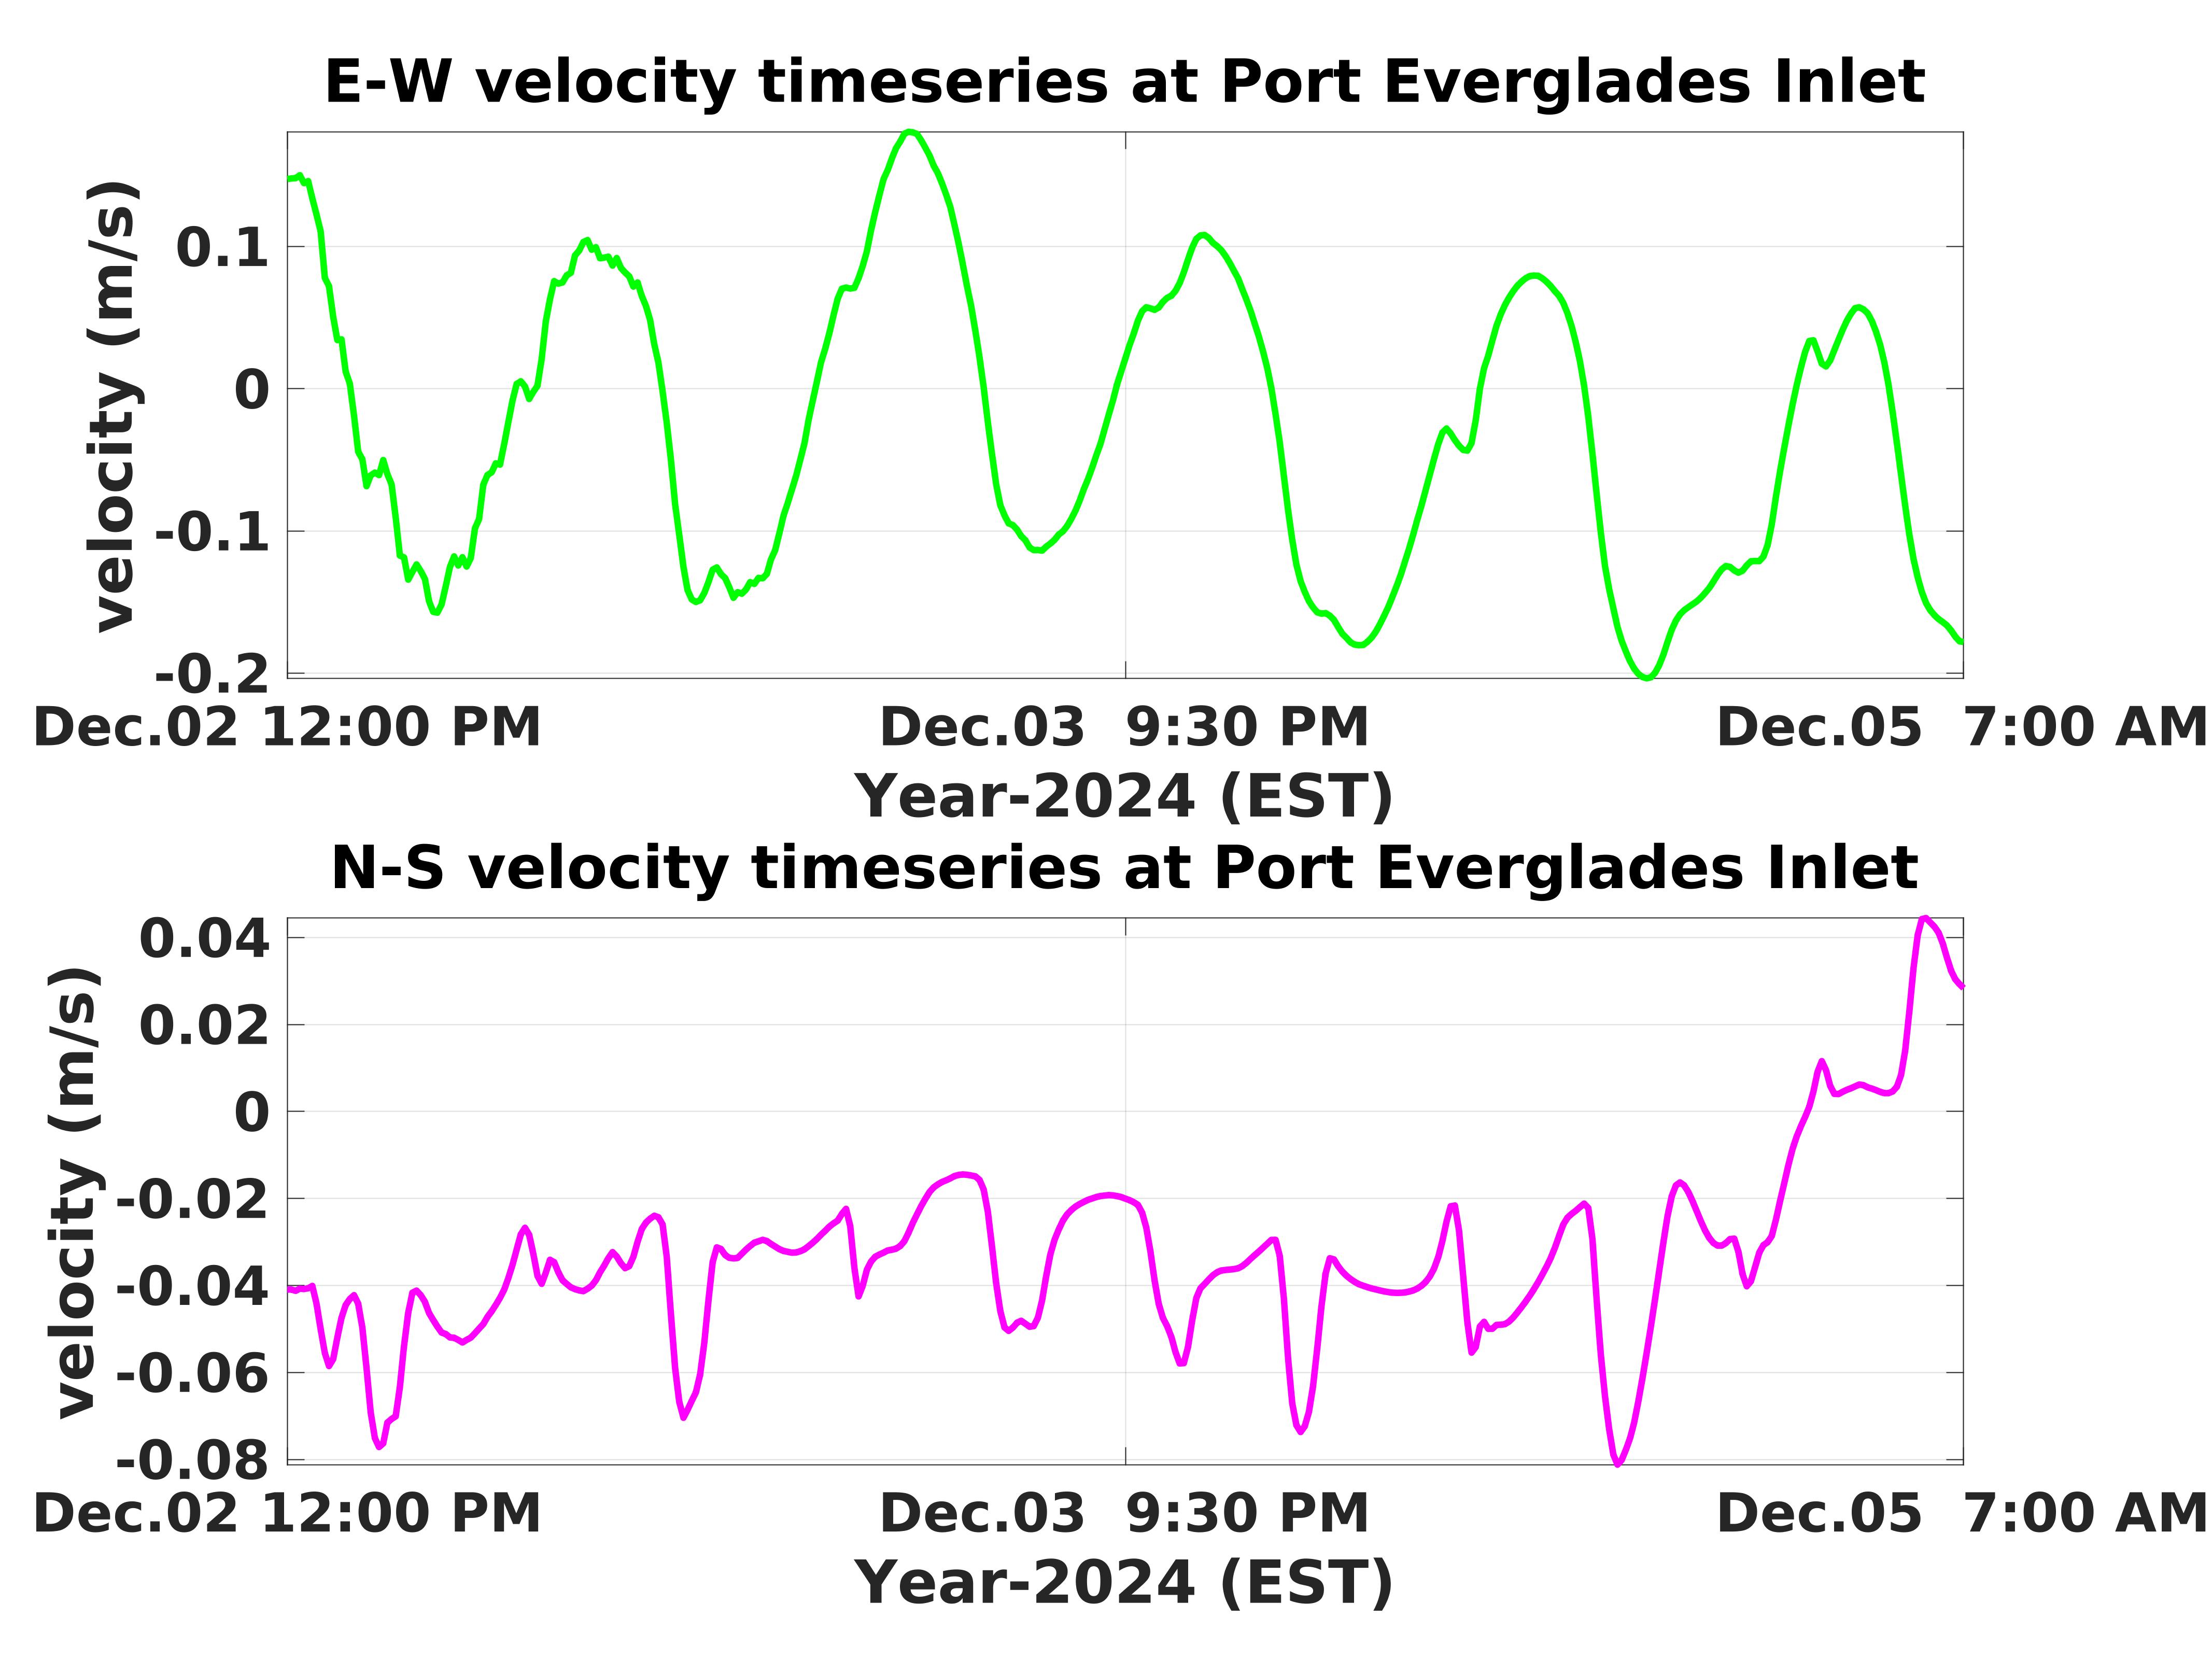 E-W velocity timeseries at Port Everglades Inlet
velocity (m/s)
0.1
0
-0.1
-0.2
Dec.02 12:00 PM Dec.03 9:30 PM Dec.05 7:00 AM
Year-2024 (EST)
N-S velocity timeseries at Port Everglades Inlet
velocity (m/s)
0.04
0.02
0
-0.02
-0.04
-0.06
-0.08
Dec.02 12:00 PM Dec.03 9:30 PM Dec.05 7:00 AM
Year-2024 (EST)